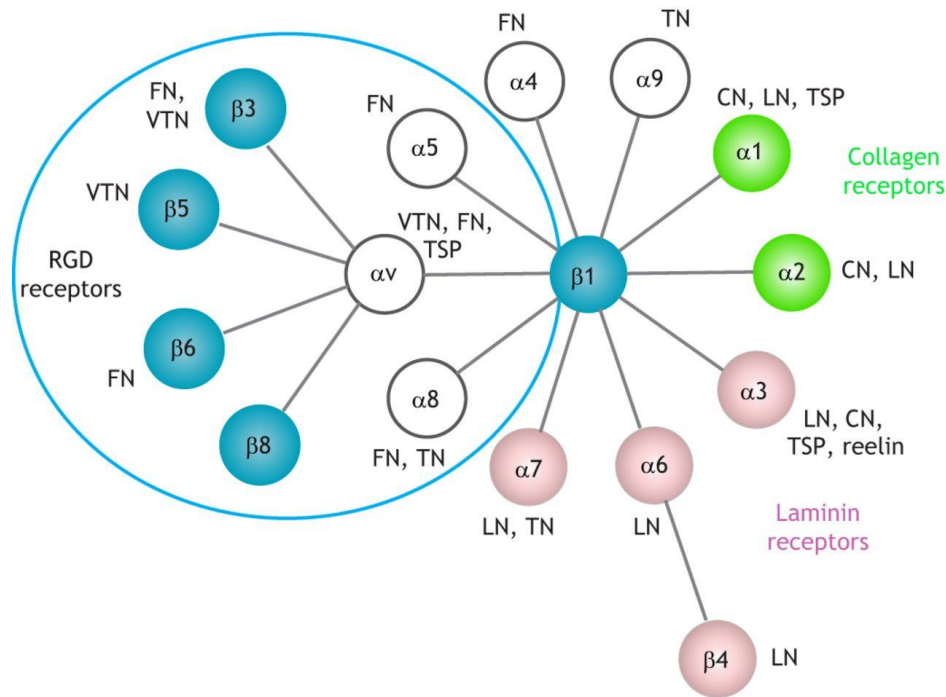 FN
TN
FN,
VTN
β3
α4
α9
CN, LN, TSP
FN
α5
α1
Collagen
receptors
VTN
β5
VTN, FN,
TSP
RGD
receptors
αv
β1
α2
CN, LN
β6
FN
α8
α3
LN, CN,
TSP, reelin
β8
FN, TN
α7
α6
LN, TN
LN
Laminin
receptors
β4
LN